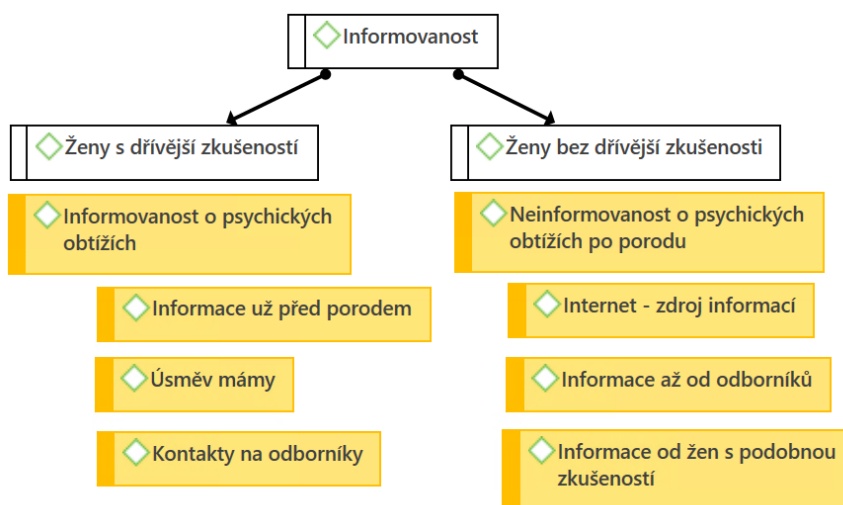 Informovanost
Ženy s dřívější zkušeností
Informovanost o psychických
obtížích
Informace už před porodem
Úsměv mámy
Kontakty na odborníky
Ženy bez dřívější zkušenosti
Neinformovanost o psychických
obtížích po porodu
Internet - zdroj informací
Informace až od odborníků
Informace od žen s podobnou
zkušeností